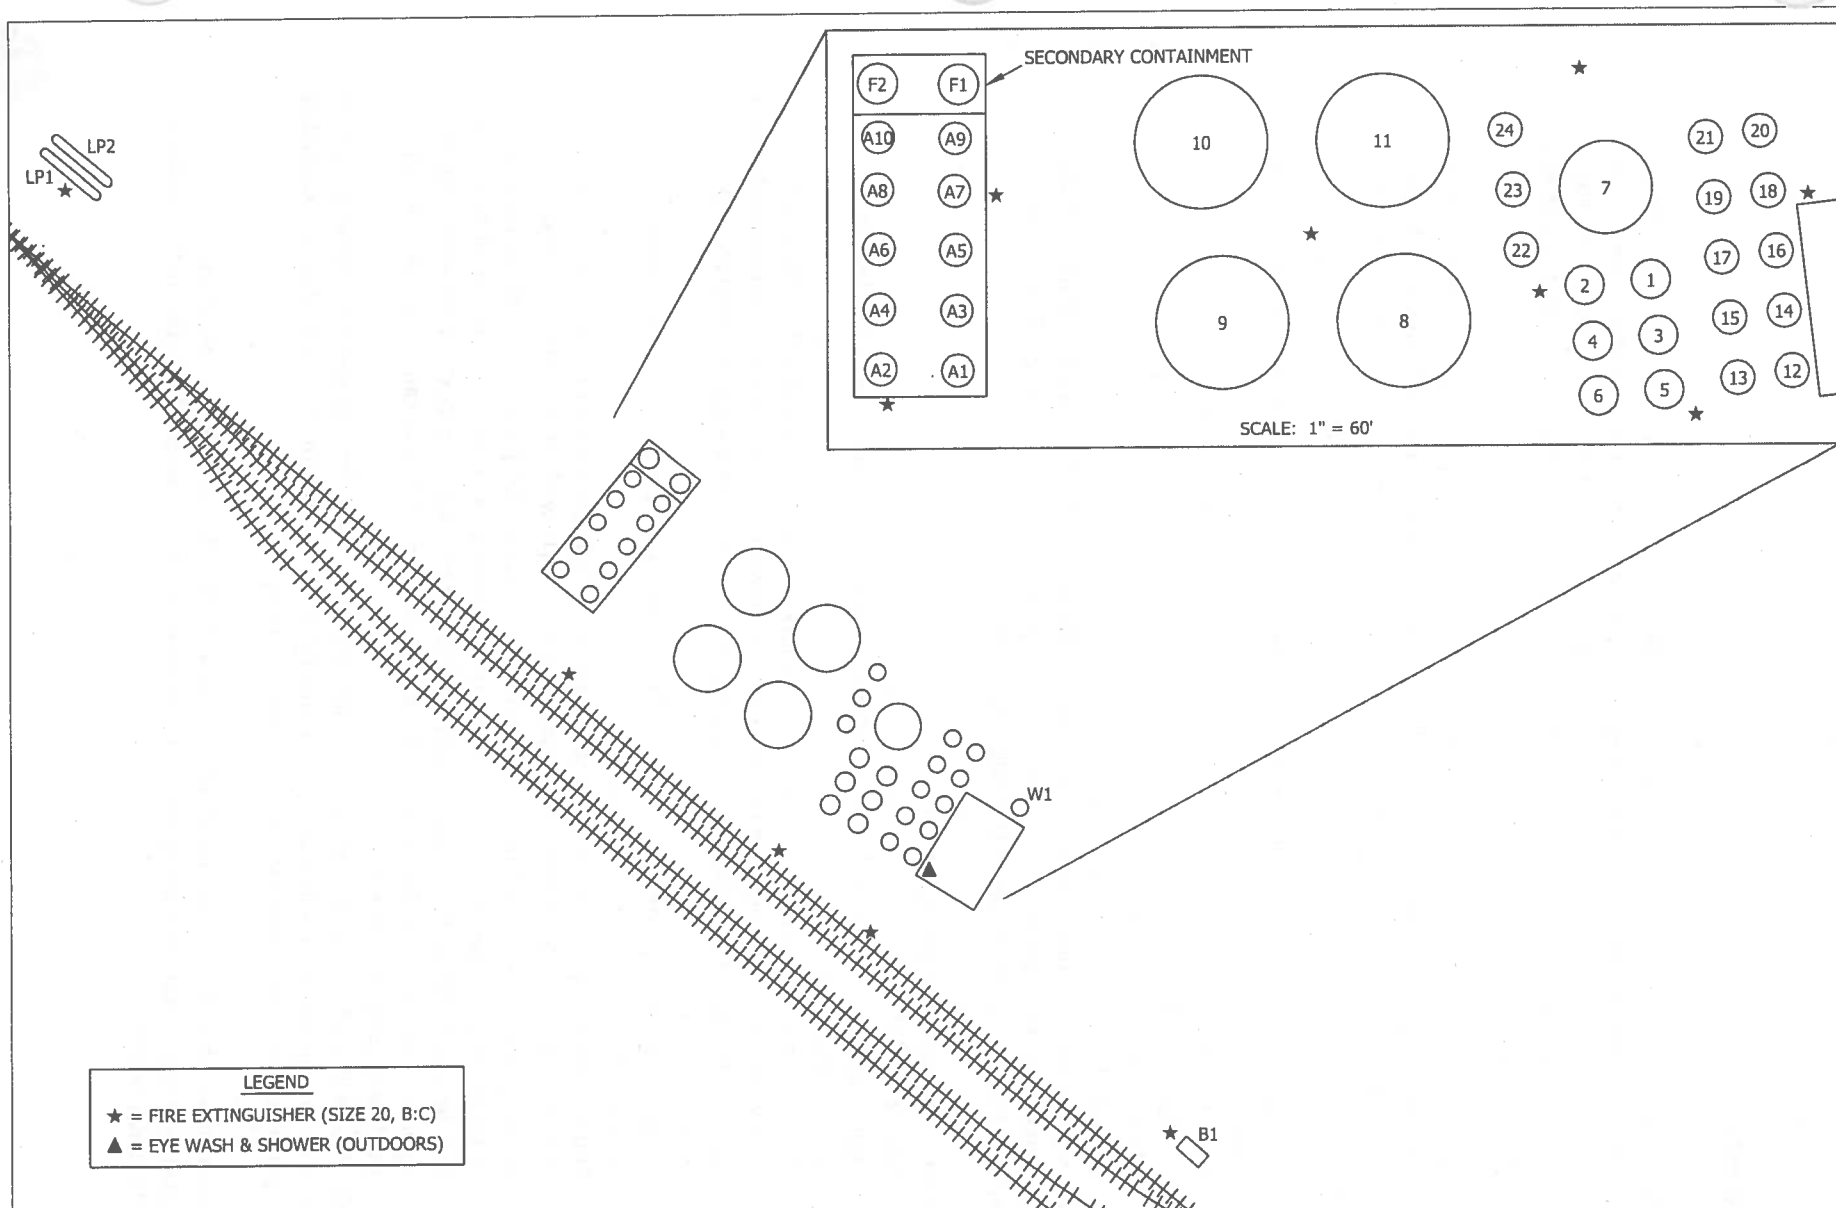 SECONDARY CONTAINMENT
F2 F1
A10 A9
A8 A7
A6 A5
A4 A3
A2 A1
10 11
9 8
24
23
22
7
21 20
19 18
17 16
15 14
13 12
2 1
4 3
6 5
SCALE: 1" = 60'
LP2
LP1
W1
B1
LEGEND
★ = FIRE EXTINGUISHER (SIZE 20, B:C)
▲ = EYE WASH & SHOWER (OUTDOORS)